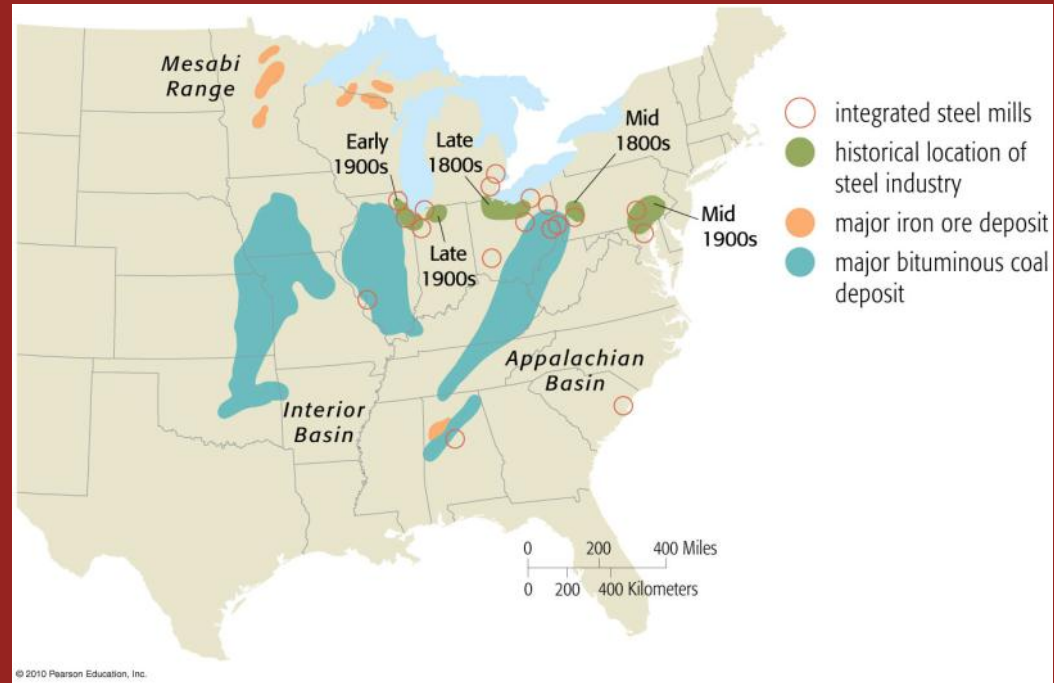 Mesabi
Range
Early
1900s
Late
1800s
Mid
1800s
Mid
1900s
Late
1900s
Appalachian
Basin
Interior
Basin
0 200 400 Miles
0 200 400 Kilometers
integrated steel mills
historical location of
steel industry
major iron ore deposit
major bituminous coal
deposit
© 2010 Pearson Education, Inc.